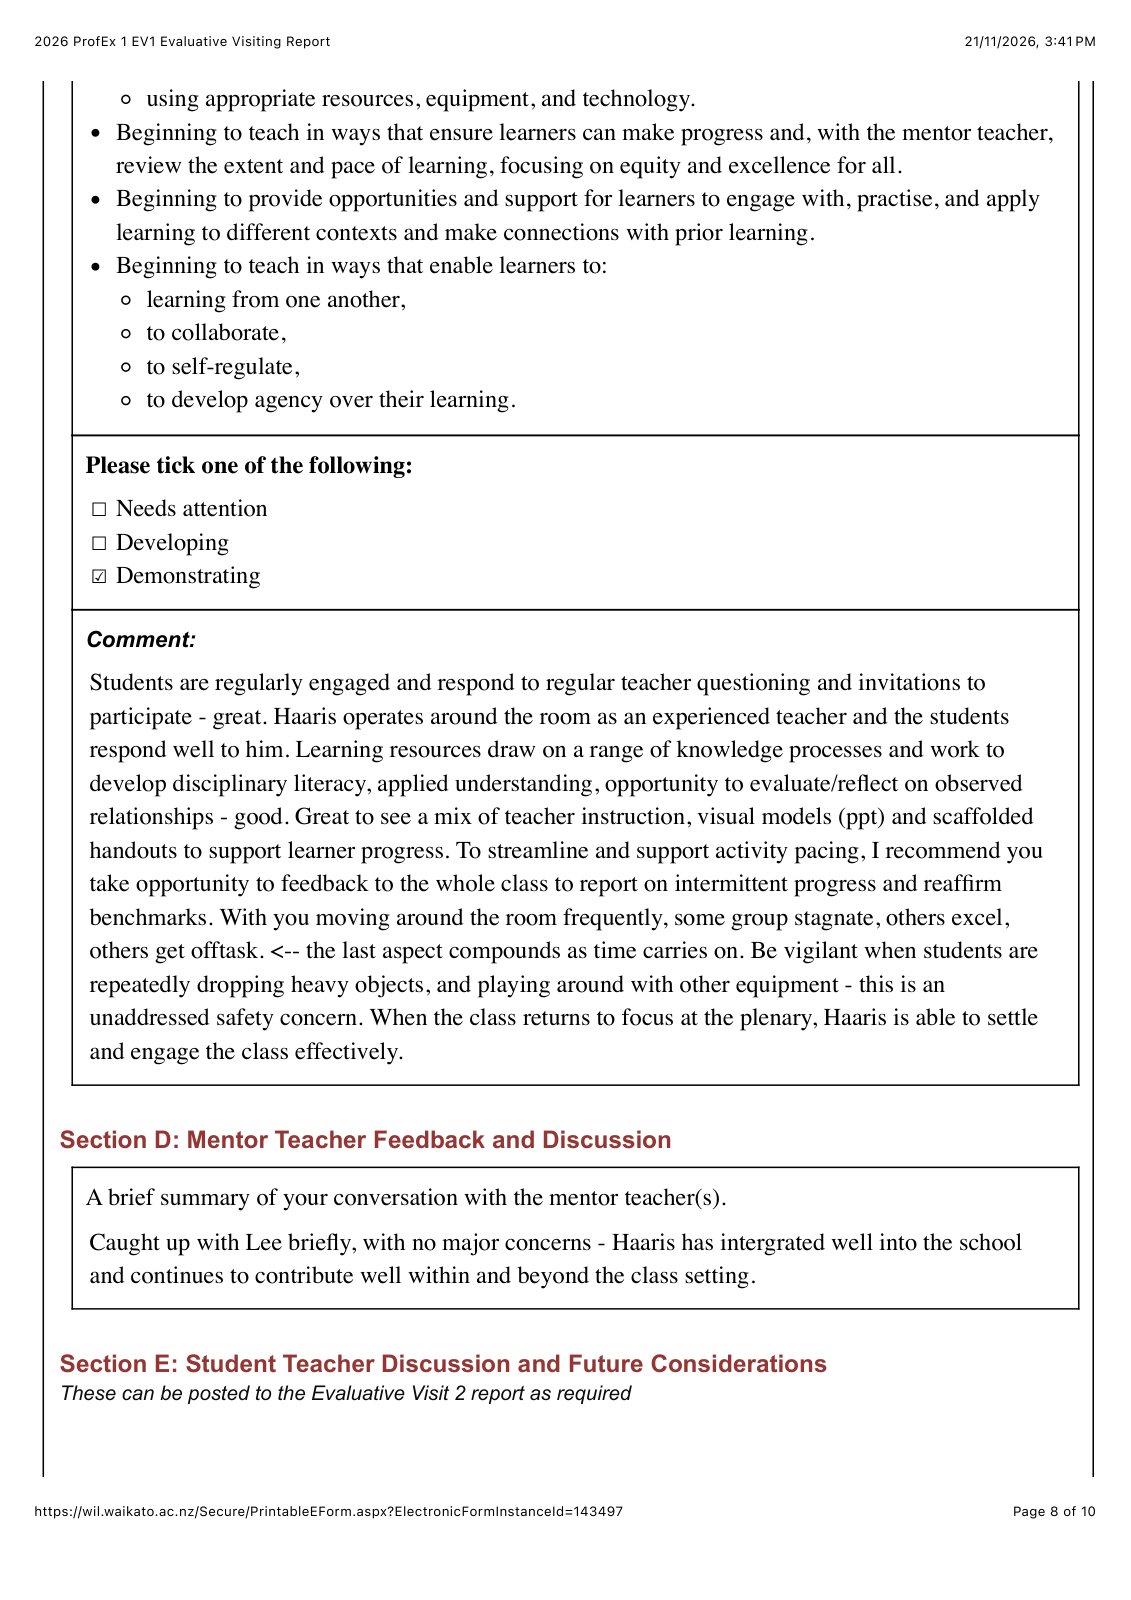 2026 ProfEx 1 EV1 Evaluative Visiting Report 21/11/2026, 3:41 PM
○ using appropriate resources, equipment, and technology.
• Beginning to teach in ways that ensure learners can make progress and, with the mentor teacher,
review the extent and pace of learning, focusing on equity and excellence for all.
• Beginning to provide opportunities and support for learners to engage with, practise, and apply
learning to different contexts and make connections with prior learning.
• Beginning to teach in ways that enable learners to:
○ learning from one another,
○ to collaborate,
○ to self-regulate,
○ to develop agency over their learning.
Please tick one of the following:
☐ Needs attention
☐ Developing
☑ Demonstrating
Comment:
Students are regularly engaged and respond to regular teacher questioning and invitations to
participate - great. Haaris operates around the room as an experienced teacher and the students
respond well to him. Learning resources draw on a range of knowledge processes and work to
develop disciplinary literacy, applied understanding, opportunity to evaluate/reflect on observed
relationships - good. Great to see a mix of teacher instruction, visual models (ppt) and scaffolded
handouts to support learner progress. To streamline and support activity pacing, I recommend you
take opportunity to feedback to the whole class to report on intermittent progress and reaffirm
benchmarks. With you moving around the room frequently, some group stagnate, others excel,
others get offtask. <-- the last aspect compounds as time carries on. Be vigilant when students are
repeatedly dropping heavy objects, and playing around with other equipment - this is an
unaddressed safety concern. When the class returns to focus at the plenary, Haaris is able to settle
and engage the class effectively.
Section D: Mentor Teacher Feedback and Discussion
A brief summary of your conversation with the mentor teacher(s).
Caught up with Lee briefly, with no major concerns - Haaris has intergrated well into the school
and continues to contribute well within and beyond the class setting.
Section E: Student Teacher Discussion and Future Considerations
These can be posted to the Evaluative Visit 2 report as required
https://wil.waikato.ac.nz/Secure/PrintableEForm.aspx?ElectronicFormInstanceId=143497 Page 8 of 10